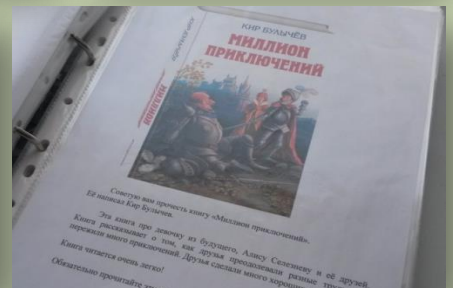 КИР БУЛЫЧЁВ
МИЛЛИОН
ПРИКЛЮЧЕНИЙ
Советую вам прочесть книгу «Миллион приключений».
Её написал Кир Булычев.
Эта книга про девочку из будущего, Алису Селезневу и её друзей.
Книга рассказывает о том, как друзья преодолевали разные
пережили много приключений. Друзья сделали много
Книга читается очень легко!
Обязательно прочитайте